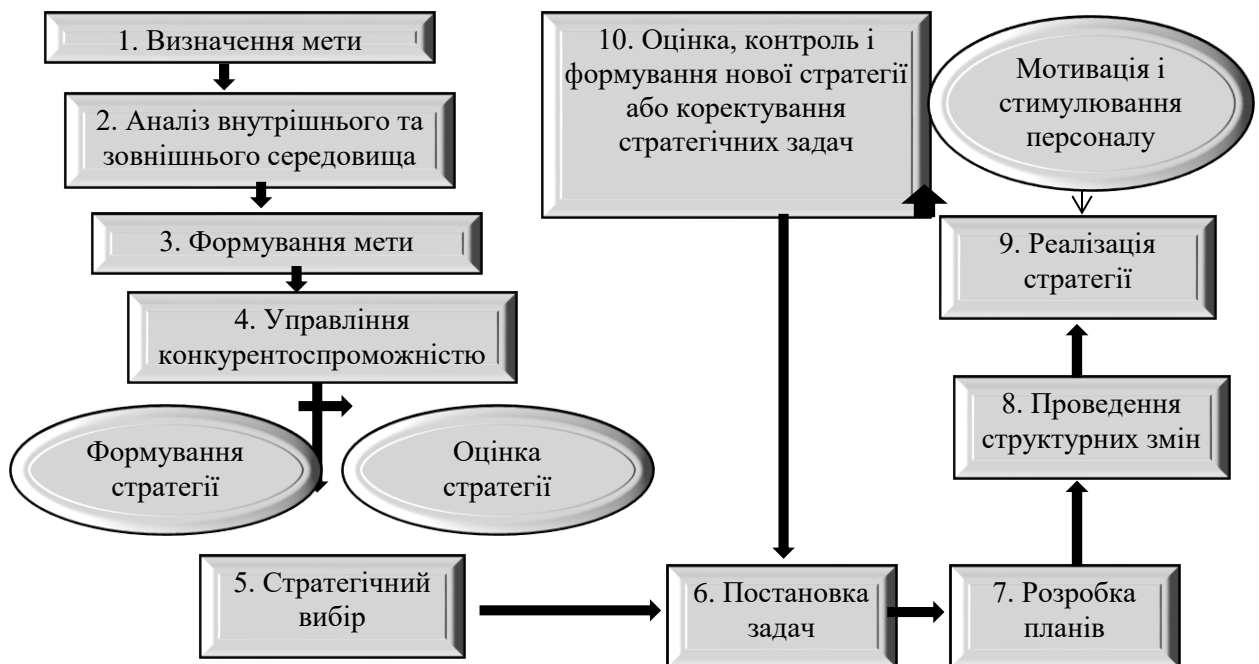 1. Визначення мети
2. Аналіз внутрішнього та
зовнішнього середовища
3. Формування мети
4. Управління
конкурентоспроможністю
Формування
стратегії
Оцінка
стратегії
5. Стратегічний
вибір
6. Постановка
задач
7. Розробка
планів
8. Проведення
структурних змін
9. Реалізація
стратегії
Мотивація і
стимулювання
персоналу
10. Оцінка, контроль і
формування нової стратегії
або коректування
стратегічних задач